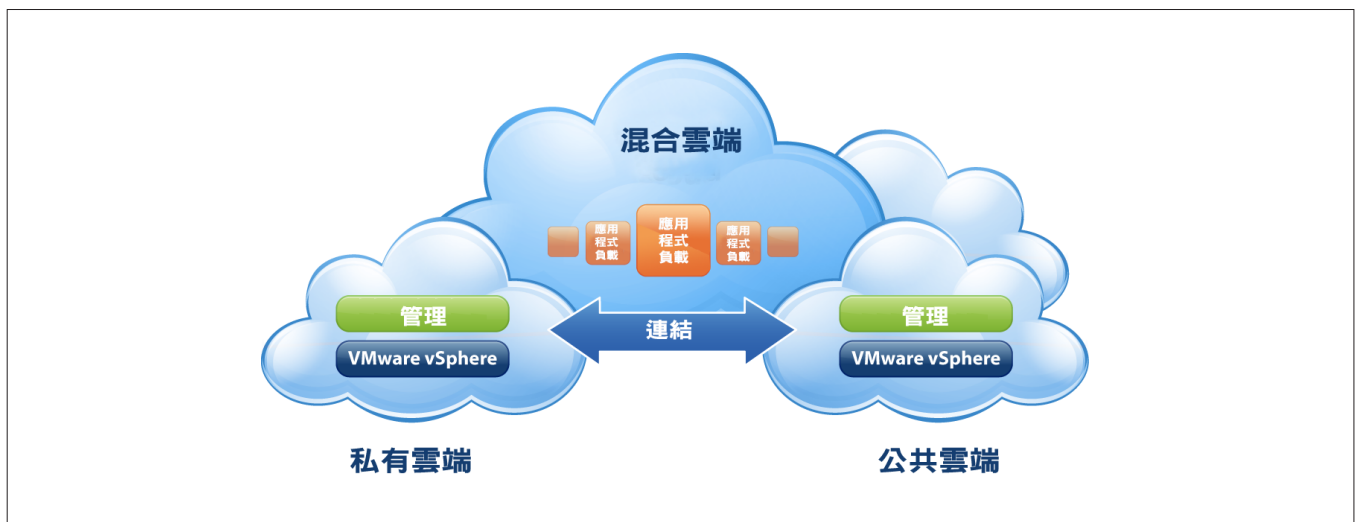 混合雲端
應用
程式
負載
應用
程式
負載
應用
程式
負載
管理
VMware vSphere
連結
管理
VMware vSphere
私有雲端
公共雲端